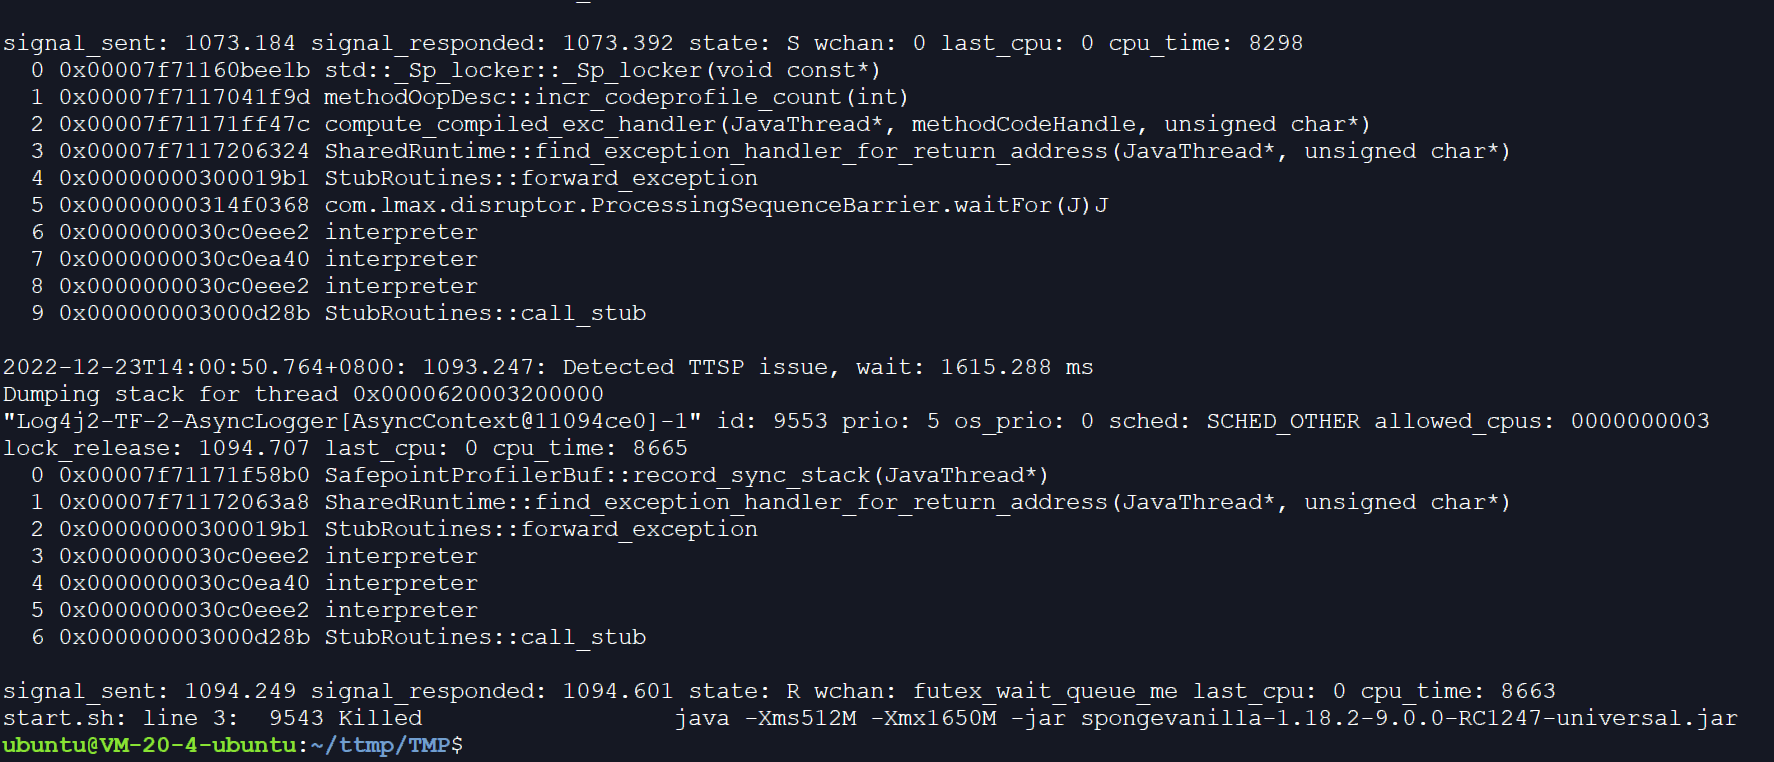 signal_sent: 1073.184 signal_responded: 1073.392 state: S wchan: 0 last_cpu: 0 cpu_time: 8298
0 0x00007f71160bee1b std::_Sp_locker::_Sp_locker(void const*)
1 0x00007f7117041f9d methodOopDesc::incr_codeprofile_count(int)
2 0x00007f71171ff47c compute_compiled_exc_handler(JavaThread*, methodCodeHandle, unsigned char*)
3 0x00007f7117206324 SharedRuntime::find_exception_handler_for_return_address(JavaThread*, unsigned char*)
4 0x00000000300019b1 StubRoutines::forward_exception
5 0x00000000314f0368 com.lmax.disruptor.ProcessingSequenceBarrier.waitFor(J)J
6 0x0000000030c0eee2 interpreter
7 0x0000000030c0ea40 interpreter
8 0x0000000030c0eee2 interpreter
9 0x000000003000d28b StubRoutines::call_stub
2022-12-23T14:00:50.764+0800: 1093.247: Detected TTSP issue, wait: 1615.288 ms
Dumping stack for thread 0x0000620003200000
"Log4j2-TF-2-AsyncLogger[AsyncContext@11094ce0]-1" id: 9553 prio: 5 os_prio: 0 sched: SCHED_OTHER allowed_cpus: 0000000003
lock_release: 1094.707 last_cpu: 0 cpu_time: 8665
0 0x00007f71171f58b0 SafepointProfilerBuf::record_sync_stack(JavaThread*)
1 0x00007f71172063a8 SharedRuntime::find_exception_handler_for_return_address(JavaThread*, unsigned char*)
2 0x00000000300019b1 StubRoutines::forward_exception
3 0x0000000030c0eee2 interpreter
4 0x0000000030c0ea40 interpreter
5 0x0000000030c0eee2 interpreter
6 0x000000003000d28b StubRoutines::call_stub
signal_sent: 1094.249 signal_responded: 1094.601 state: R wchan: futex_wait_queue_me last_cpu: 0 cpu_time: 8663
start.sh: line 3:  9543 Killed                  java -Xms512M -Xmx1650M -jar spongevanilla-1.18.2-9.0.0-RC1247-universal.jar
ubuntu@VM-20-4-ubuntu:~/ttmp/TMP$